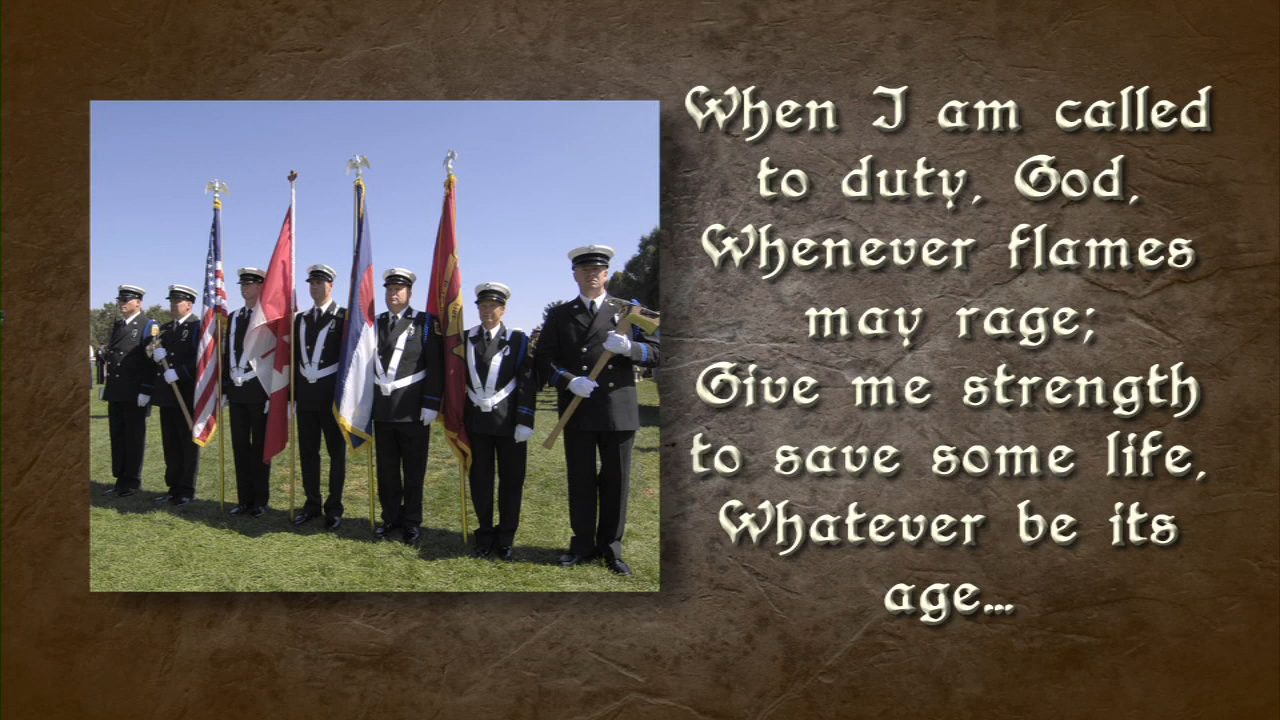 When I am called
to duty, God,
Whenever flames
may rage;
Give me strength
to save some life,
Whatever be its
age...